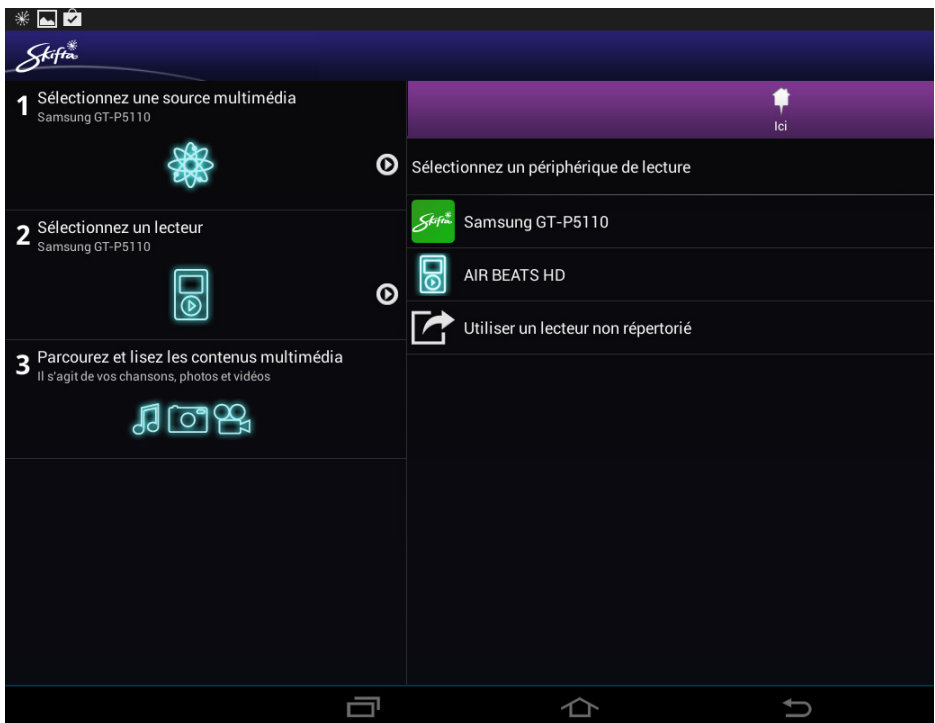 Skifta
1 Sélectionnez une source multimédia
Samsung GT-P5110
2 Sélectionnez un lecteur
Samsung GT-P5110
3 Parcourez et lisez les contenus multimédia
Il s'agit de vos chansons, photos et vidéos
Ici
Sélectionnez un périphérique de lecture
Skifta Samsung GT-P5110
AIR BEATS HD
Utiliser un lecteur non répertorié